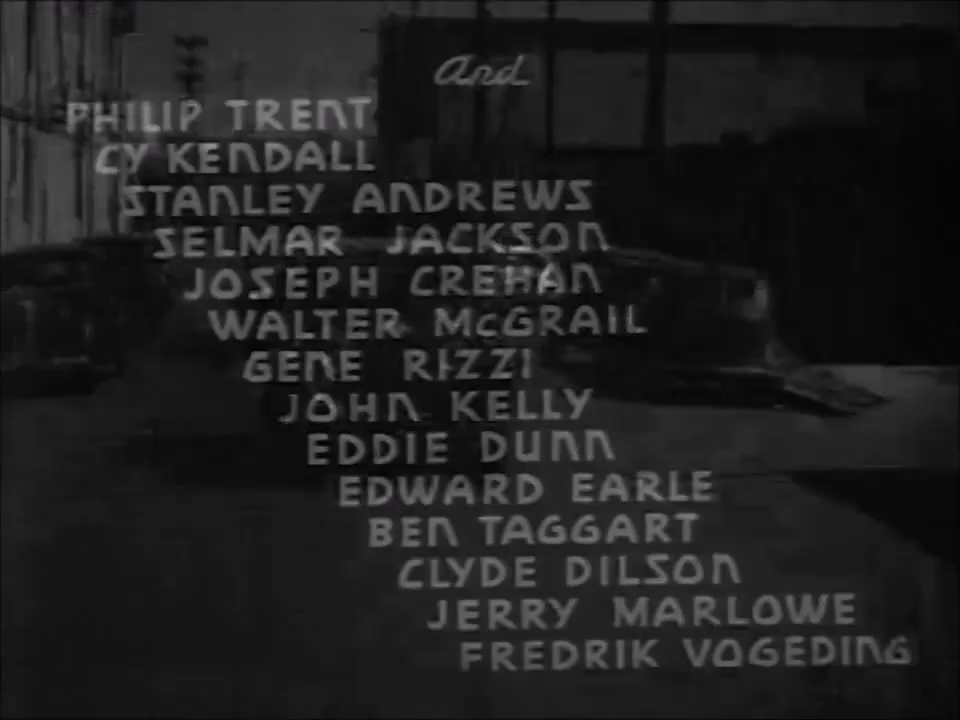 And
PHILIP TRENT
CY KENDALL
STANLEY ANDREWS
SELMAR JACKSON
JOSEPH CREHAN
WALTER McGRAIL
GENE RIZZI
JOHN KELLY
EDDIE DUNN
EDWARD EARLE
BEN TAGGART
CLYDE DILSON
JERRY MARLOWE
FREDRIK VOGEDING